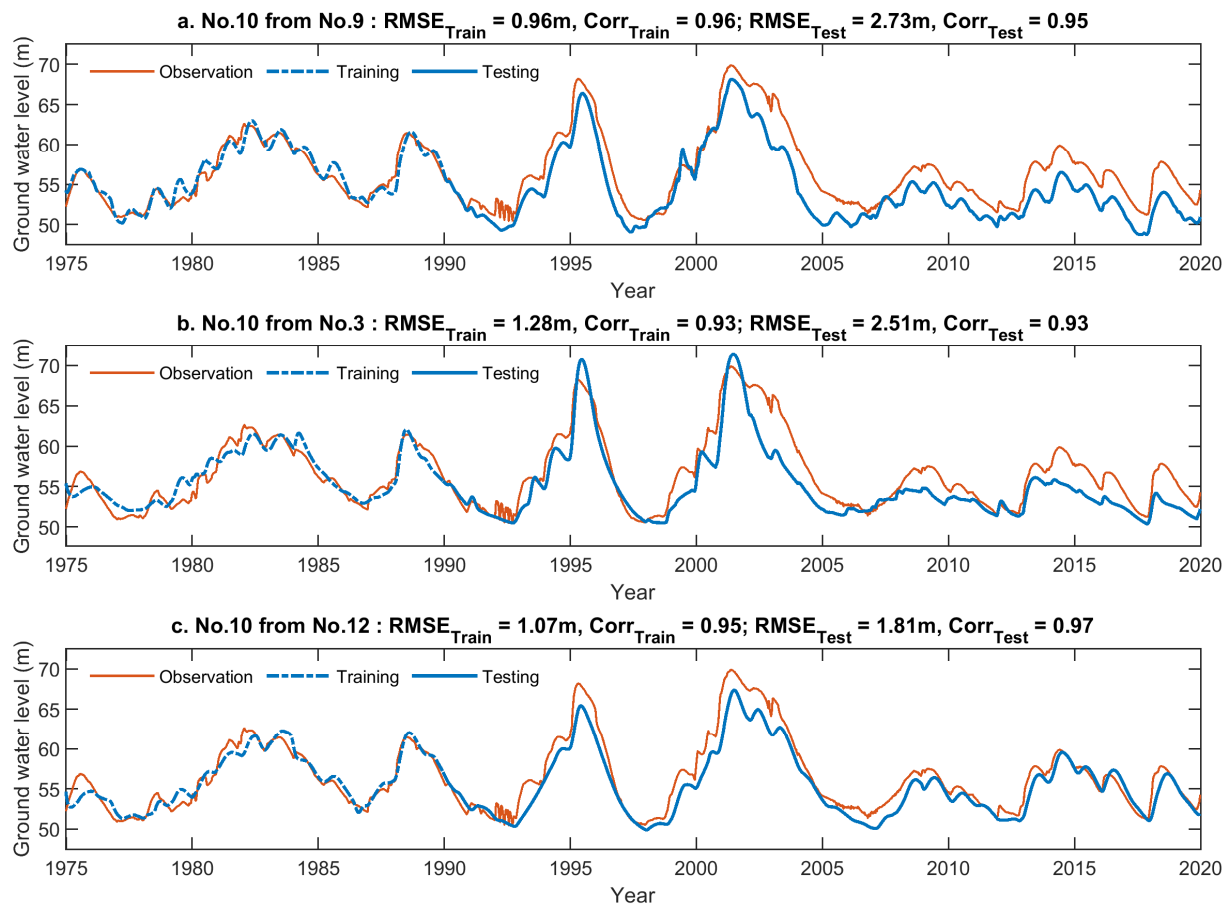 a. No.10 from No.9 : RMSE_Train = 0.96m, Corr_Train = 0.96; RMSE_Test = 2.73m, Corr_Test = 0.95
Ground water level (m)
70
65
60
55
50
Observation Training Testing
1975 1980 1985 1990 1995 2000 2005 2010 2015 2020
Year
b. No.10 from No.3 : RMSE_Train = 1.28m, Corr_Train = 0.93; RMSE_Test = 2.51m, Corr_Test = 0.93
Ground water level (m)
70
65
60
55
50
Observation Training Testing
1975 1980 1985 1990 1995 2000 2005 2010 2015 2020
Year
c. No.10 from No.12 : RMSE_Train = 1.07m, Corr_Train = 0.95; RMSE_Test = 1.81m, Corr_Test = 0.97
Ground water level (m)
70
65
60
55
50
Observation Training Testing
1975 1980 1985 1990 1995 2000 2005 2010 2015 2020
Year